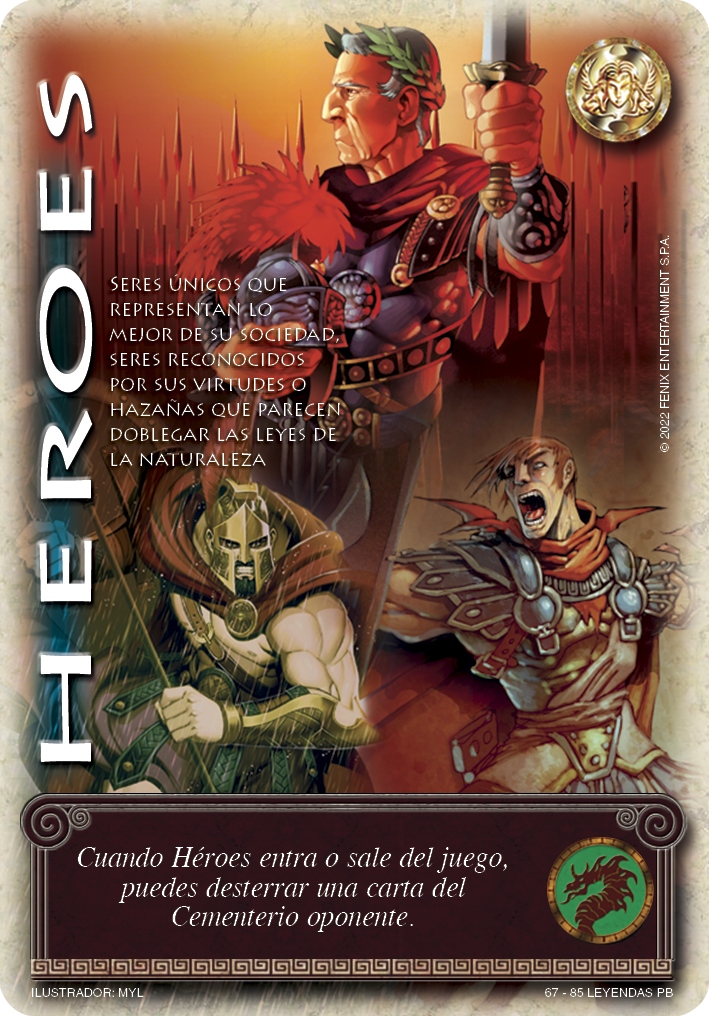 HEROES
SERES ÚNICOS QUE
REPRESENTAN LO
MEJOR DE SU SOCIEDAD,
SERES RECONOCIDOS
POR SUS VIRTUDES O
HAZAÑAS QUE PARECEN
DOBLEGAR LAS LEYES DE
LA NATURALEZA
© 2022 FENIX ENTERTAINMENT S.P.A.
Cuando Héroes entra o sale del juego,
puedes desterrar una carta del
Cementerio oponente.
ILUSTRADOR: MYL
67 - 85 LEYENDAS PB